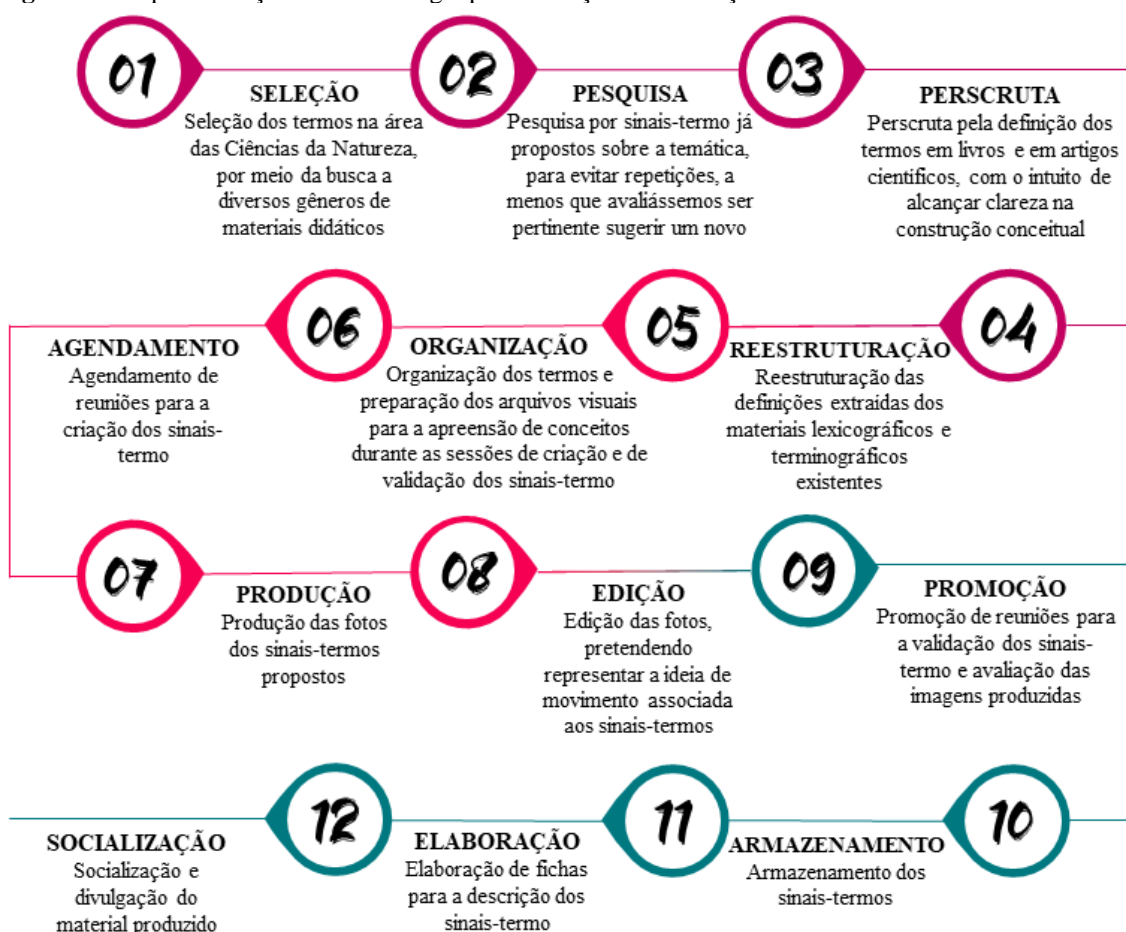 01
SELEÇÃO
Seleção dos termos na área
das Ciências da Natureza,
por meio da busca a
diversos gêneros de
materiais didáticos
02
PESQUISA
Pesquisa por sinais-termo já
propostos sobre a temática,
para evitar repetições, a
menos que avaliássemos ser
pertinente sugerir um novo
03
PERSCRUTA
Perscruta pela definição dos
termos em livros e em artigos
científicos, com o intuito de
alcançar clareza na
construção conceitual
04
REESTRUTURAÇÃO
Reestruturação das
definições extraidas dos
materiais lexicográficos e
terminográficos
existentes
05
ORGANIZAÇÃO
Organização dos termos e
preparação dos arquivos visuais
para a apreensão de conceitos
durante as sessões de criação e de
validação dos sinais-termo
06
AGENDAMENTO
Agendamento de
reuniões para a
criação dos sinais-
termo
07
PRODUÇÃO
Produção das fotos
dos sinais-termos
propostos
08
EDIÇÃO
Edição das fotos,
pretendendo
representar a ideia de
movimento associada
aos sinais-termos
09
PROMOÇÃO
Promoção de reuniões para
a validação dos sinais-
termo e avaliação das
imagens produzidas
10
ARMAZENAMENTO
Armazenamento dos
sinais-termos
11
ELABORAÇÃO
Elaboração de fichas
para a descrição dos
sinais-termo
12
SOCIALIZAÇÃO
Socialização e
divulgação do
material produzido